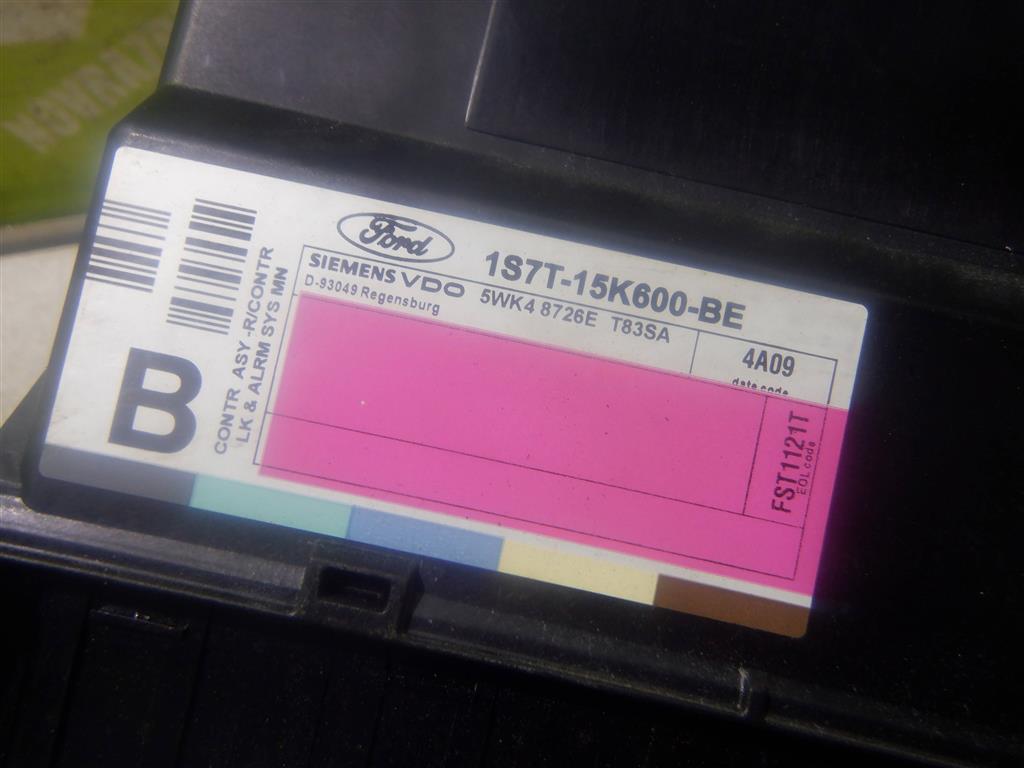 Ford
1S7T-15K600-BE
SIEMENS VDO
D-93049 Regensburg
5WK4 8726E T83SA
4A09
date code
FST1121T
EOL code
B
CONTR ASY -R/CONTR
LK & ALRM SYS MN